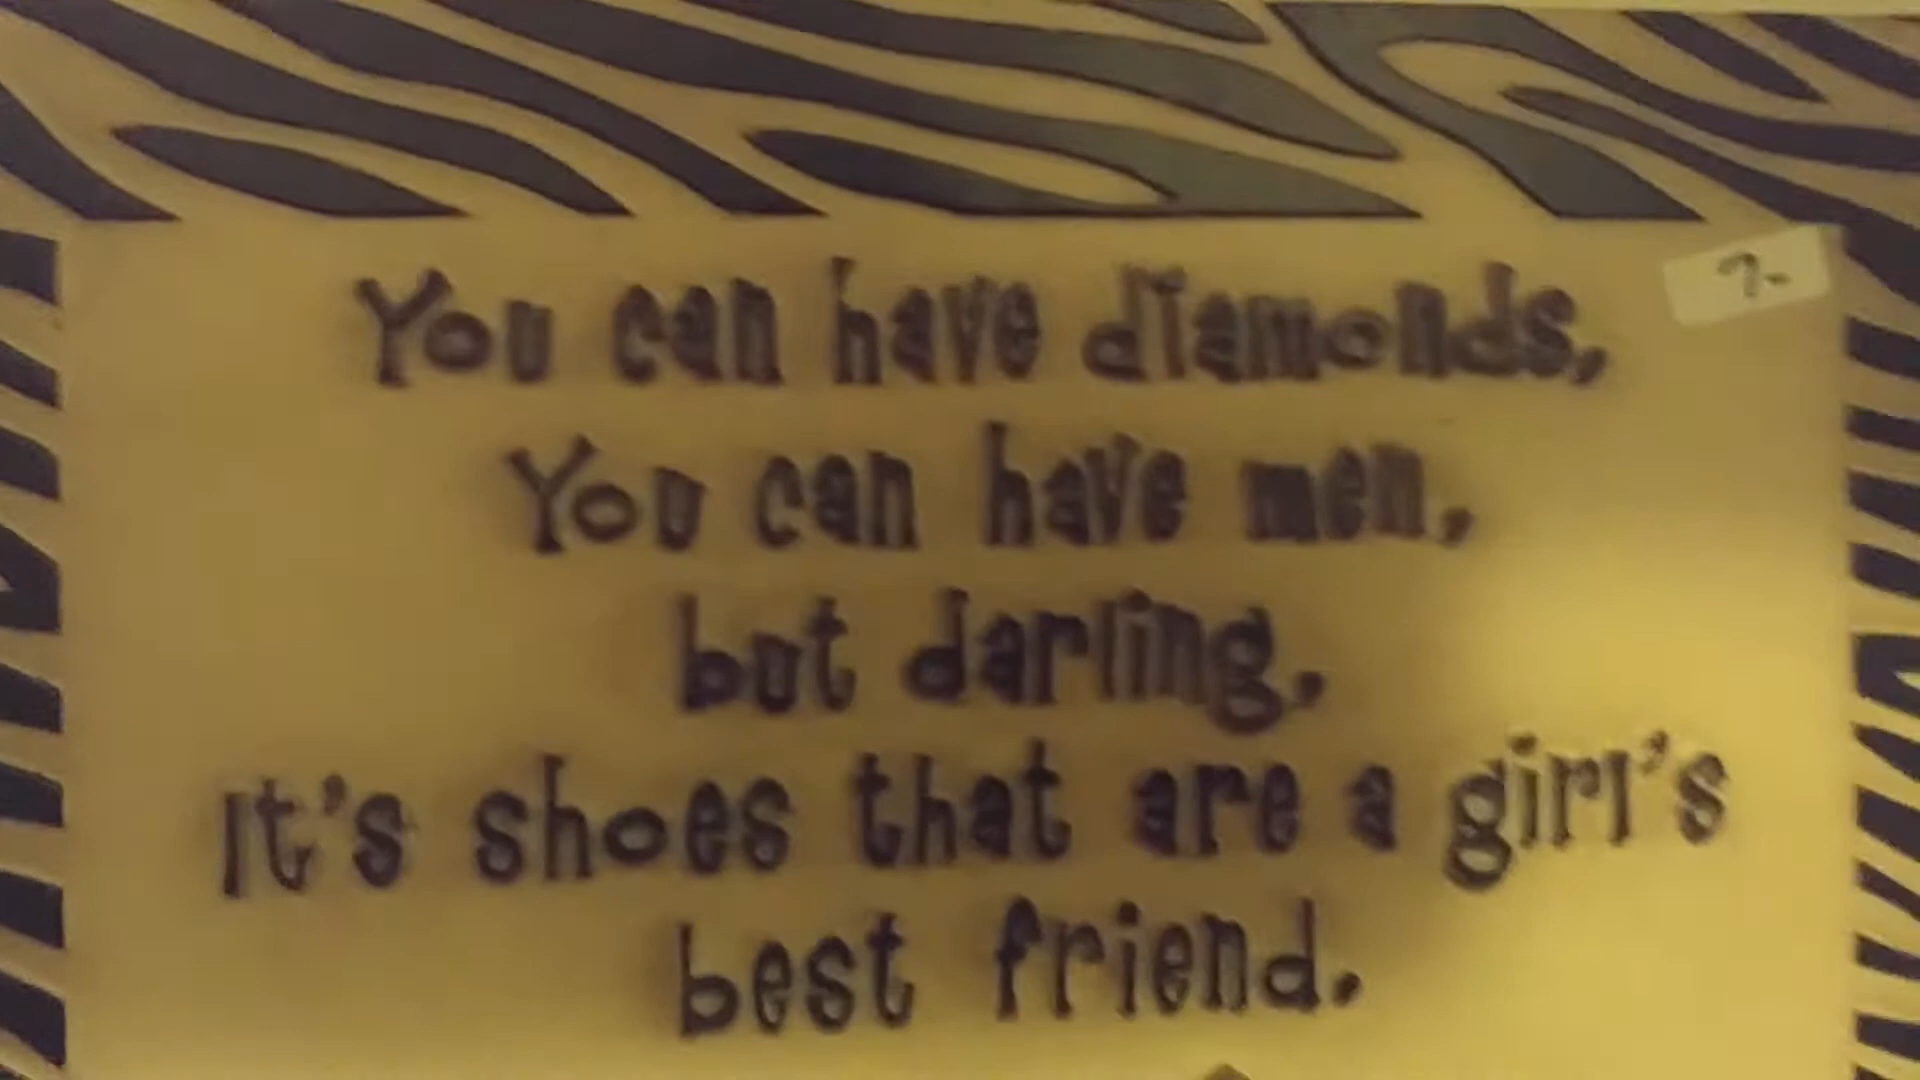 You can have diamonds,
You can have men,
but darling,
It's shoes that are a girl's
best friend.